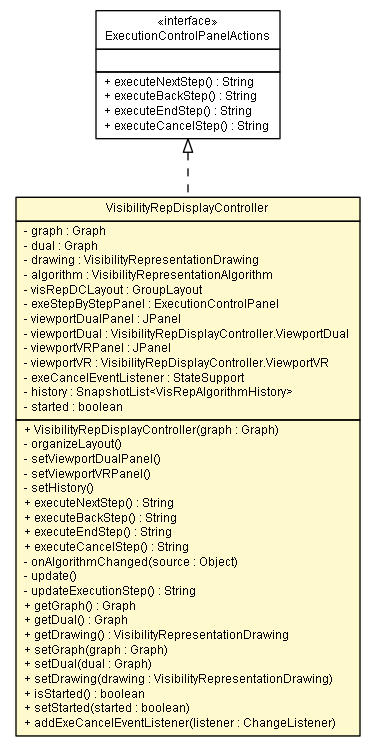 «interface»
ExecutionControlPanelActions
+ executeNextStep() : String
+ executeBackStep() : String
+ executeEndStep() : String
+ executeCancelStep() : String
VisibilityRepDisplayController
- graph : Graph
- dual : Graph
- drawing : VisibilityRepresentationDrawing
- algorithm : VisibilityRepresentationAlgorithm
- visRepDCLayout : GroupLayout
- exeStepByStepPanel : ExecutionControlPanel
- viewportDualPanel : JPanel
- viewportDual : VisibilityRepDisplayController.ViewportDual
- viewportVRPanel : JPanel
- viewportVR : VisibilityRepDisplayController.ViewportVR
- exeCancelEventListener : StateSupport
- history : SnapshotList<VisRepAlgorithmHistory>
- started : boolean
+ VisibilityRepDisplayController(graph : Graph)
- organizeLayout()
- setViewportDualPanel()
- setViewportVRPanel()
- setHistory()
+ executeNextStep() : String
+ executeBackStep() : String
+ executeEndStep() : String
+ executeCancelStep() : String
- onAlgorithmChanged(source : Object)
- update()
- updateExecutionStep() : String
+ getGraph() : Graph
+ getDual() : Graph
+ getDrawing() : VisibilityRepresentationDrawing
+ setGraph(graph : Graph)
+ setDual(dual : Graph)
+ setDrawing(drawing : VisibilityRepresentationDrawing)
+ isStarted() : boolean
+ setStarted(started : boolean)
+ addExeCancelEventListener(listener : ChangeListener)